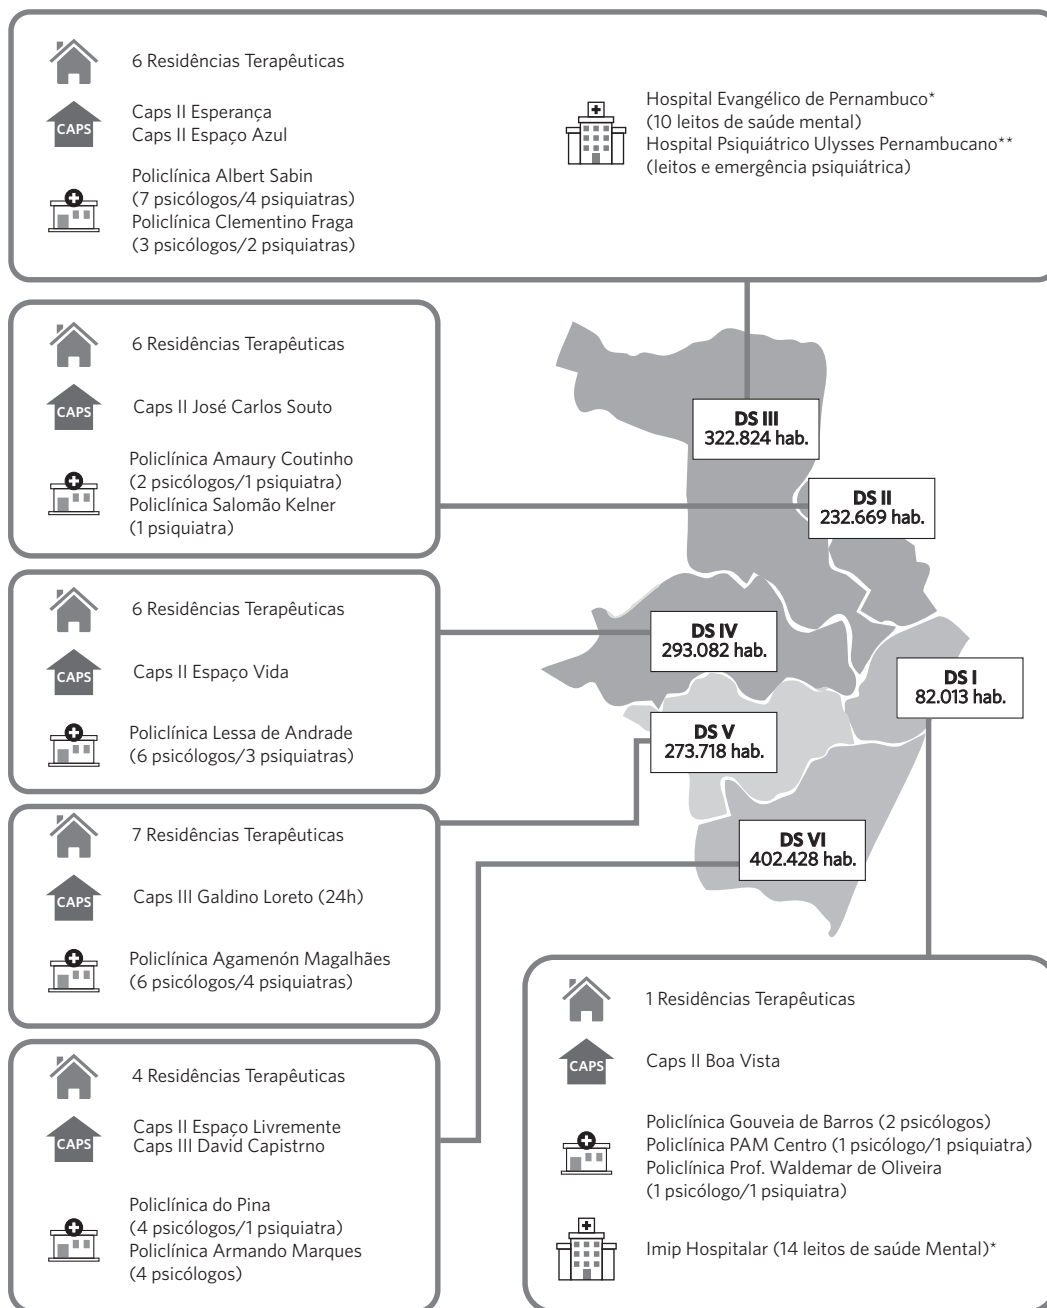 6 Residências Terapêuticas
CAPS
Caps II Esperança
Caps II Espaço Azul
Policlínica Albert Sabin
(7 psicólogos/4 psiquiatras)
Policlínica Clementino Fraga
(3 psicólogos/2 psiquiatras)
Hospital Evangélico de Pernambuco*
(10 leitos de saúde mental)
Hospital Psiquiátrico Ulysses Pernambucano**
(leitos e emergência psiquiátrica)
6 Residências Terapêuticas
CAPS
Caps II José Carlos Souto
Policlínica Amaury Coutinho
(2 psicólogos/1 psiquiatra)
Policlínica Salomão Kelner
(1 psiquiatra)
DS III
322.824 hab.
DS II
232.669 hab.
6 Residências Terapêuticas
CAPS
Caps II Espaço Vida
Policlínica Lessa de Andrade
(6 psicólogos/3 psiquiatras)
DS IV
293.082 hab.
DS I
82.013 hab.
DS V
273.718 hab.
7 Residências Terapêuticas
CAPS
Caps III Galdino Loreto (24h)
Policlínica Agamenón Magalhães
(6 psicólogos/4 psiquiatras)
DS VI
402.428 hab.
4 Residências Terapêuticas
CAPS
Caps II Espaço Livremente
Caps III David Capistrno
Policlínica do Pina
(4 psicólogos/1 psiquiatra)
Policlínica Armando Marques
(4 psicólogos)
1 Residências Terapêuticas
CAPS
Caps II Boa Vista
Policlínica Gouveia de Barros (2 psicólogos)
Policlínica PAM Centro (1 psicólogo/1 psiquiatra)
Policlínica Prof. Waldemar de Oliveira
(1 psicólogo/1 psiquiatra)
Imip Hospitalar (14 leitos de saúde Mental)*